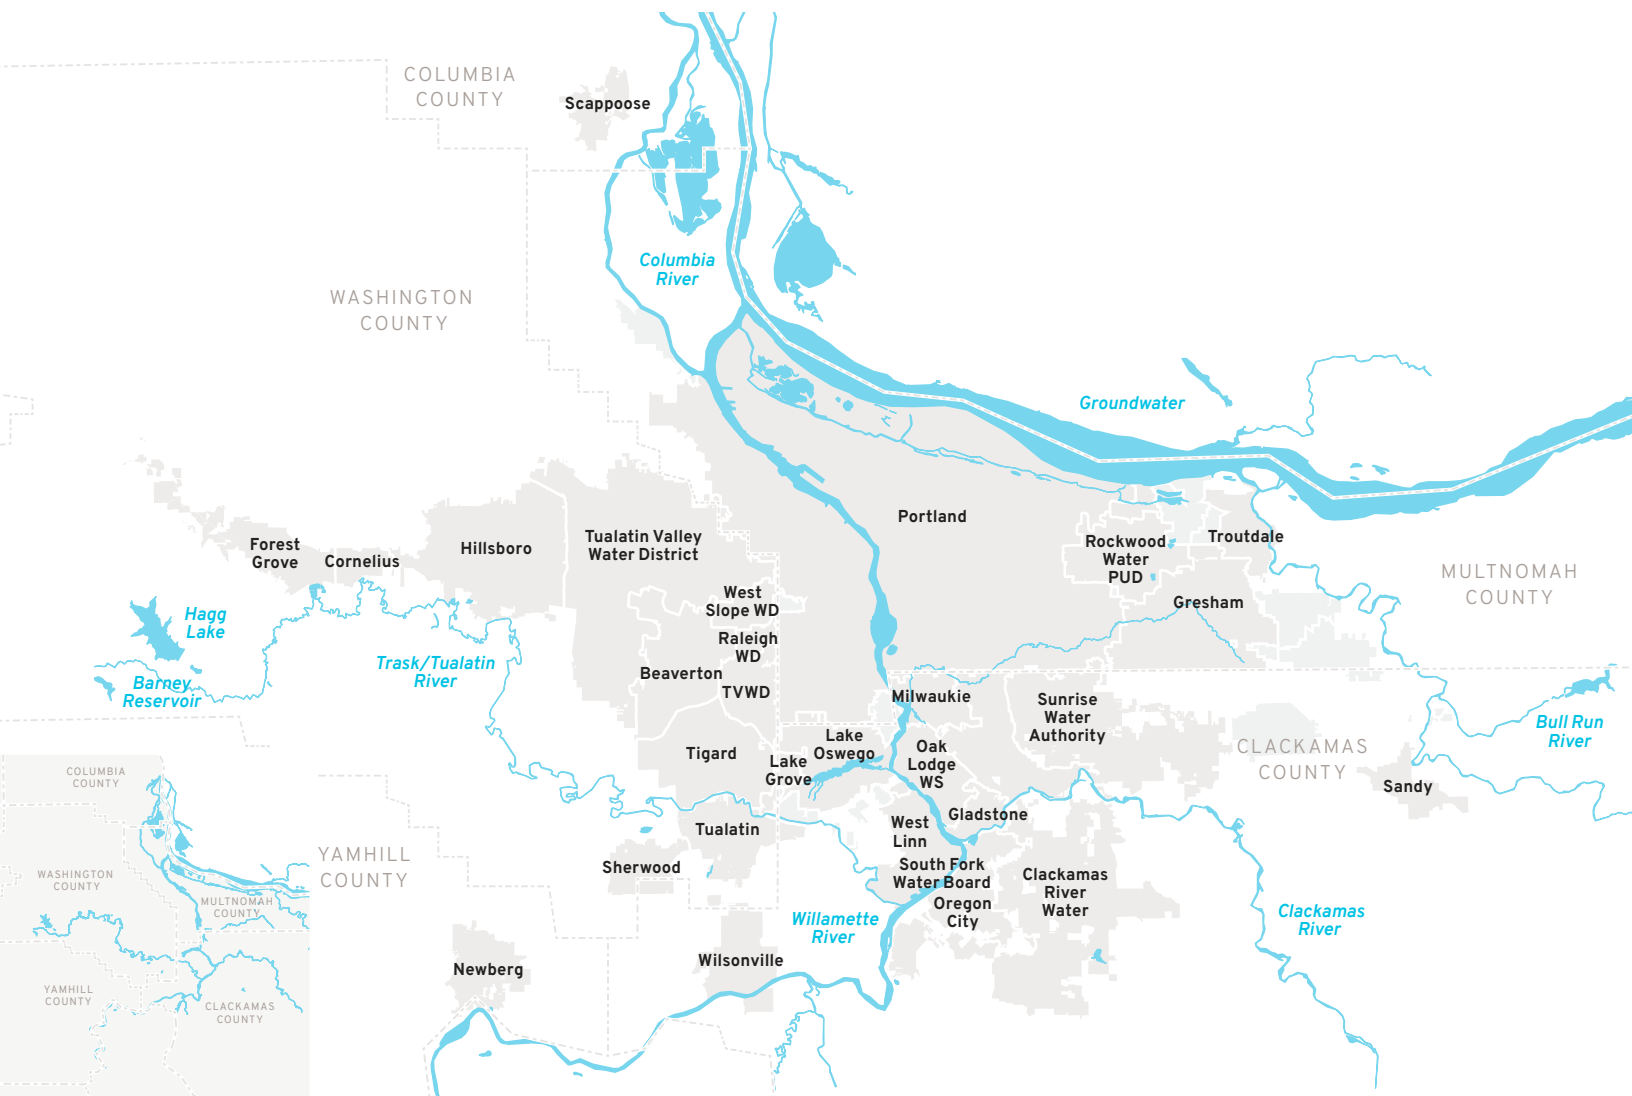 COLUMBIA
COUNTY
Scappoose
Columbia
River
WASHINGTON
COUNTY
Groundwater
Portland
Forest
Grove
Cornelius
Hillsboro
Tualatin Valley
Water District
Rockwood
Water
PUD
Troutdale
MULTNOMAH
COUNTY
Gresham
West
Slope WD
Raleigh
WD
Beaverton
TVWD
Hagg
Lake
Barney
Reservoir
Trask/Tualatin
River
Milwaukie
Sunrise
Water
Authority
Bull Run
River
CLACKAMAS
COUNTY
Sandy
Tigard
Lake
Oswego
Lake
Grove
Oak
Lodge
WS
Gladstone
West
Linn
Tualatin
Sherwood
South Fork
Water Board
Oregon
City
Clackamas
River
Water
Clackamas
River
Willamette
River
Wilsonville
Newberg
YAMHILL
COUNTY
COLUMBIA
COUNTY
WASHINGTON
COUNTY
MULTNOMAH
COUNTY
YAMHILL
COUNTY
CLACKAMAS
COUNTY